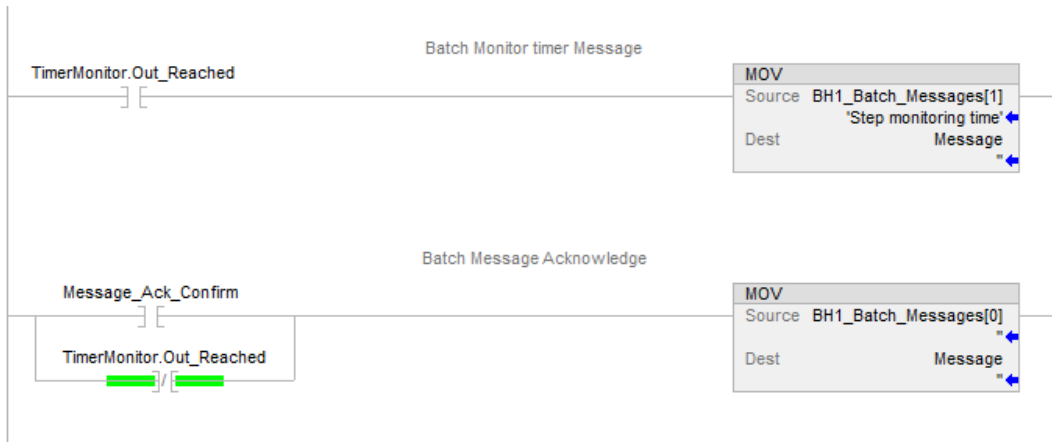 Batch Monitor timer Message
TimerMonitor.Out_Reached
MOV
Source BH1_Batch_Messages[1]
'Step monitoring time'
Dest Message
''
Batch Message Acknowledge
Message_Ack_Confirm
MOV
Source BH1_Batch_Messages[0]
''
TimerMonitor.Out_Reached
Dest Message
''